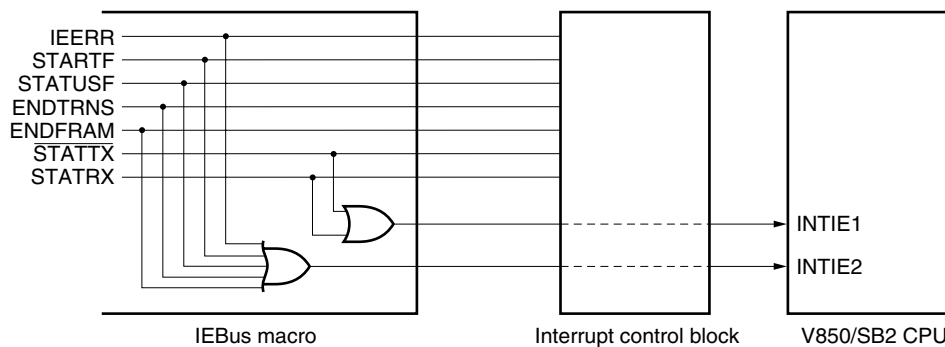 IEERR
STARTF
STATUSF
ENDTRNS
ENDFRAM
STATTX
STATRX
INTIE1
INTIE2
IEBus macro
Interrupt control block
V850/SB2 CPU